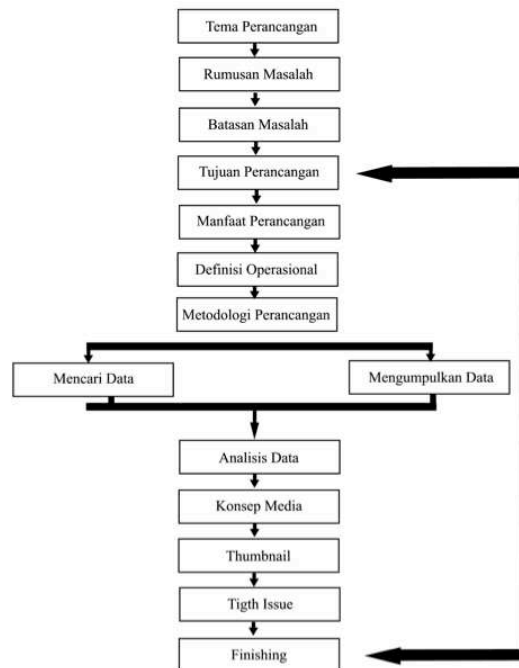 Tema Perancangan
Rumusan Masalah
Batasan Masalah
Tujuan Perancangan
Manfaat Perancangan
Definisi Operasional
Metodologi Perancangan
Mencari Data
Mengumpulkan Data
Analisis Data
Konsep Media
Thumbnail
Tigth Issue
Finishing